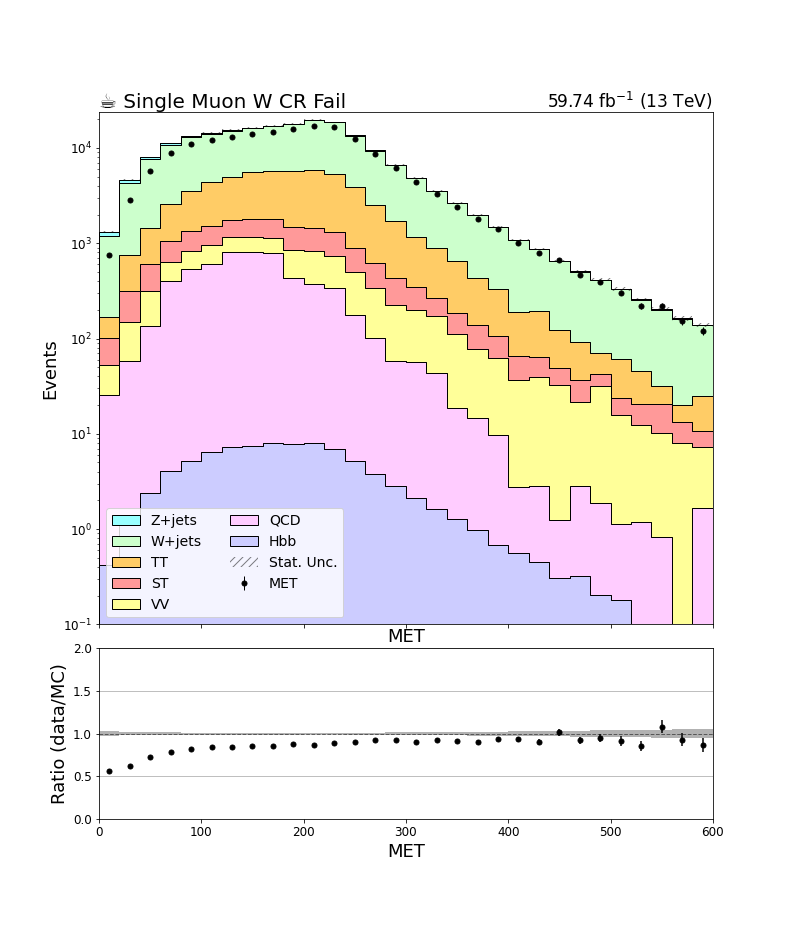 ☕ Single Muon W CR Fail 59.74 fb⁻¹ (13 TeV)
10⁴
10³
10²
10¹
10⁰
10⁻¹
Events
Z+jets QCD
W+jets Hbb
TT Stat. Unc.
ST MET
VV
MET
2.0
1.5
1.0
0.5
0.0
Ratio (data/MC)
0 100 200 300 400 500 600
MET